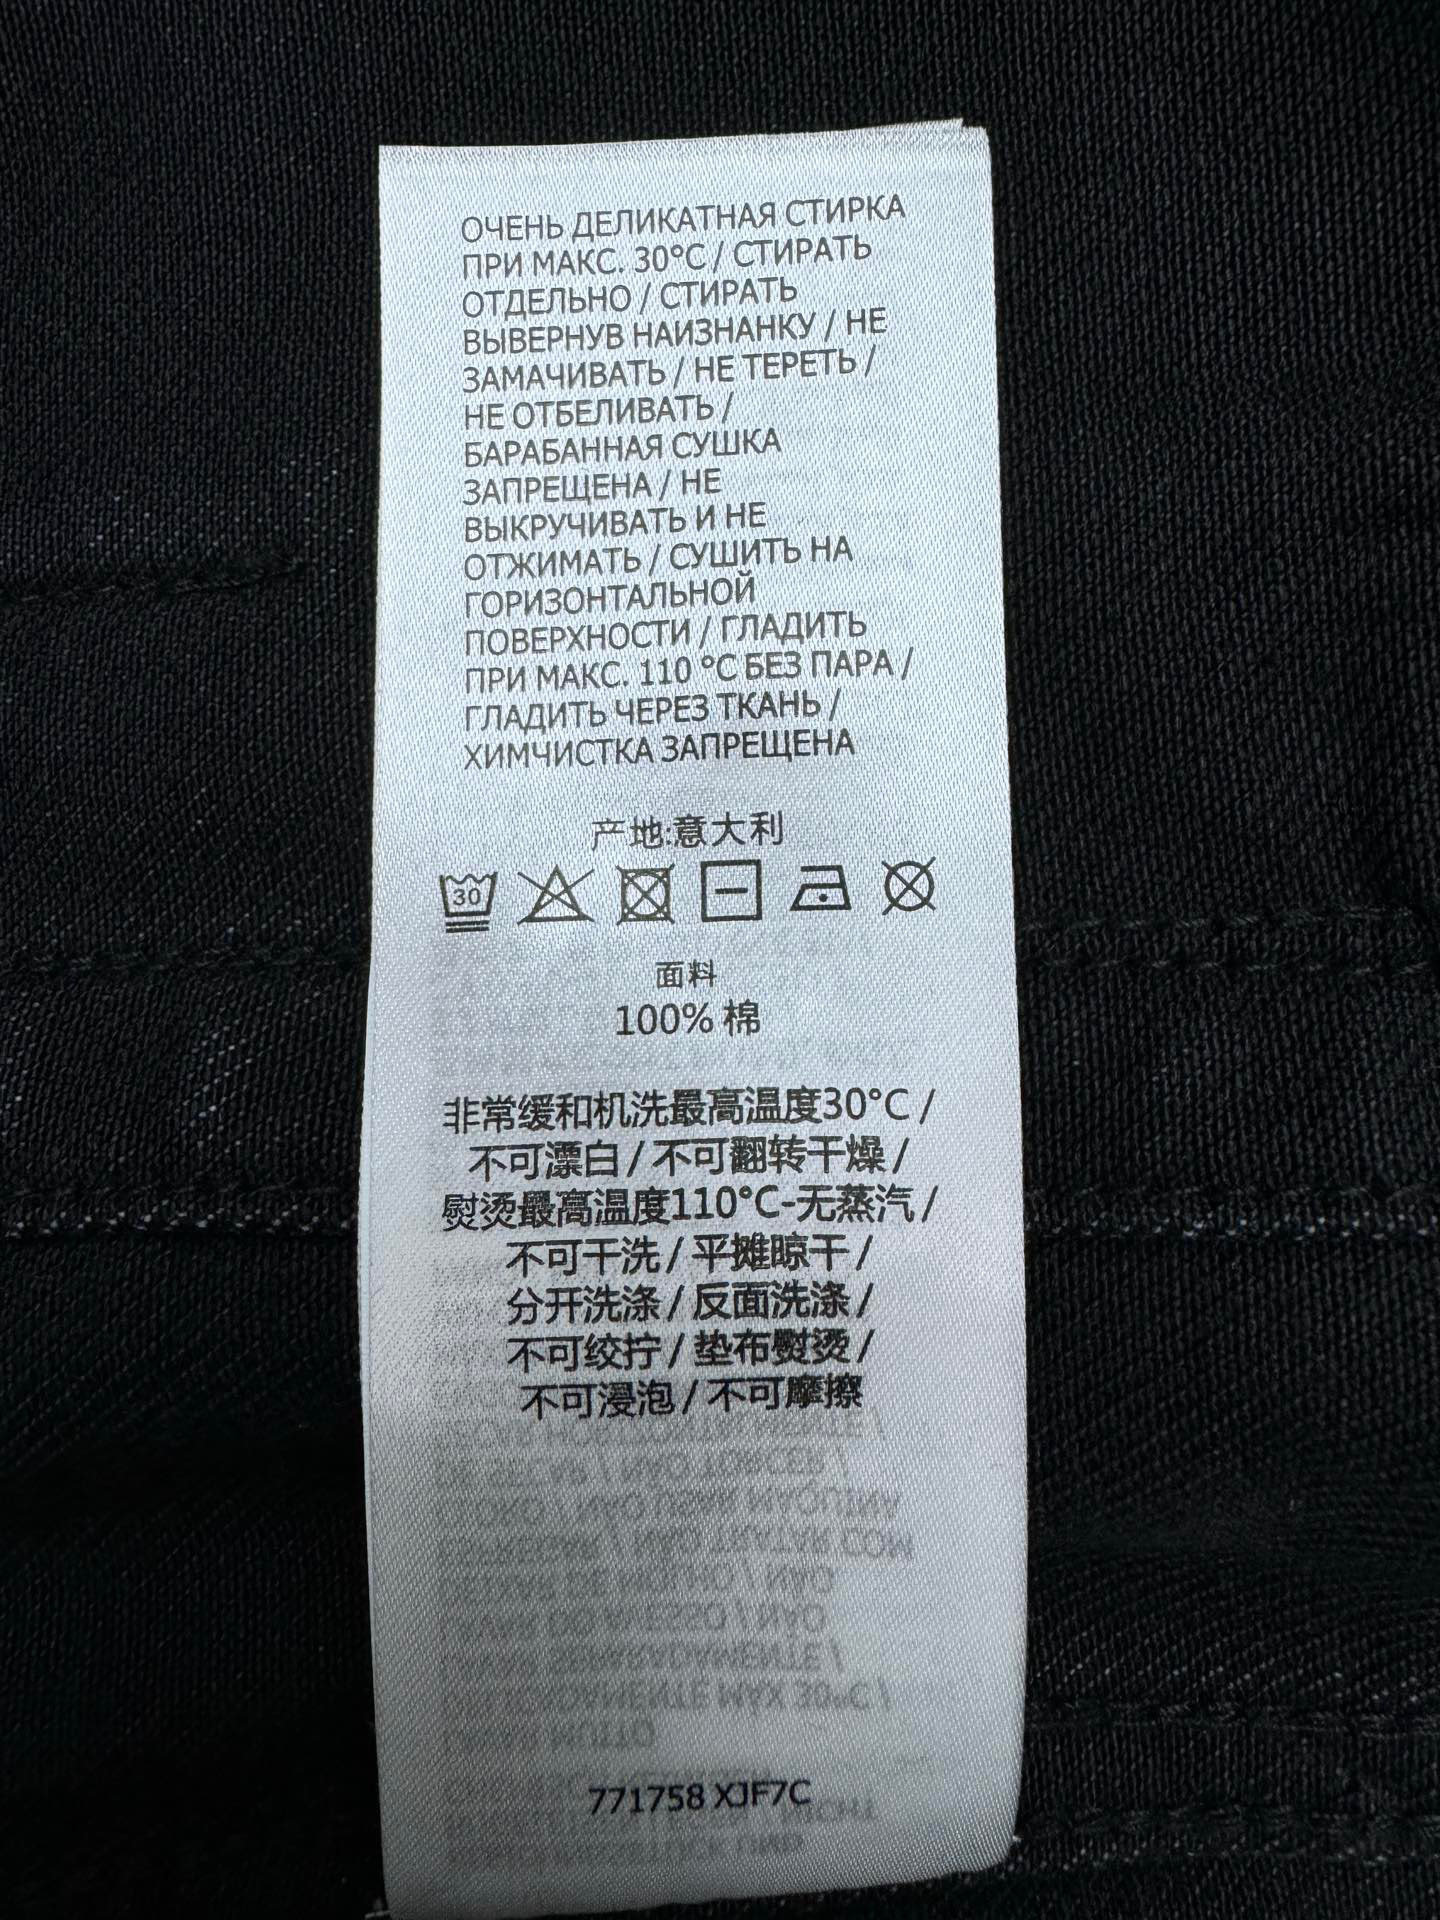 ОЧЕНЬ ДЕЛИКАТНАЯ СТИРКА
ПРИ МАКС. 30°C / СТИРАТЬ
ОТДЕЛЬНО / СТИРАТЬ
ВЫВЕРНУВ НАИЗНАНКУ / НЕ
ЗАМАЧИВАТЬ / НЕ ТЕРЕТЬ /
НЕ ОТБЕЛИВАТЬ /
БАРАБАННАЯ СУШКА
ЗАПРЕЩЕНА / НЕ
ВЫКРУЧИВАТЬ И НЕ
ОТЖИМАТЬ / СУШИТЬ НА
ГОРИЗОНТАЛЬНОЙ
ПОВЕРХНОСТИ / ГЛАДИТЬ
ПРИ МАКС. 110 °C БЕЗ ПАРА /
ГЛАДИТЬ ЧЕРЕЗ ТКАНЬ /
ХИМЧИСТКА ЗАПРЕЩЕНА
产地:意大利
30
面料
100% 棉
非常缓和机洗最高温度30°C /
不可漂白 / 不可翻转干燥 /
熨烫最高温度110°C-无蒸汽 /
不可干洗 / 平摊晾干 /
分开洗涤 / 反面洗涤 /
不可绞拧 / 垫布熨烫 /
不可浸泡 / 不可摩擦
771758 XJF7C